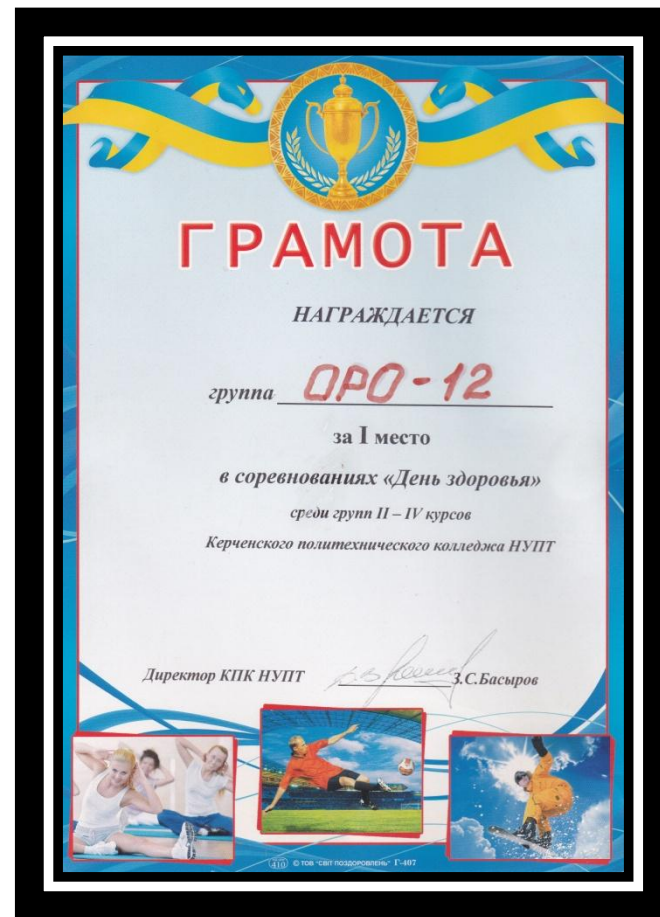 ГРАМОТА
НАГРАЖДАЕТСЯ
группа ОРО-12
за I место
в соревнованиях «День здоровья»
среди групп II – IV курсов
Керченского политехнического колледжа НУПТ
Директор КПК НУПТ З.С.Басыров
410 © ТОВ "СВІТ ПОЗДОРОВЛЕНЬ" Г-407